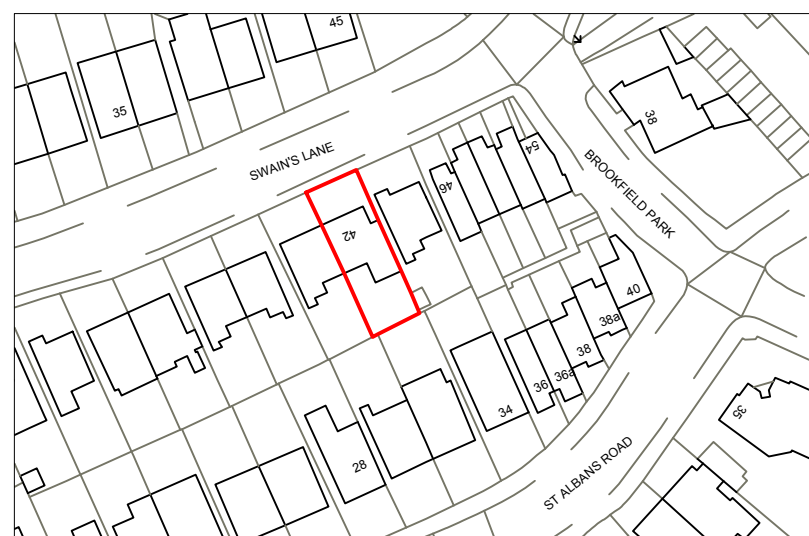 45
35
38
SWAIN'S LANE
54
BROOKFIELD PARK
46
42
40
38a
38
36a
36
34
35
28
ST ALBANS ROAD